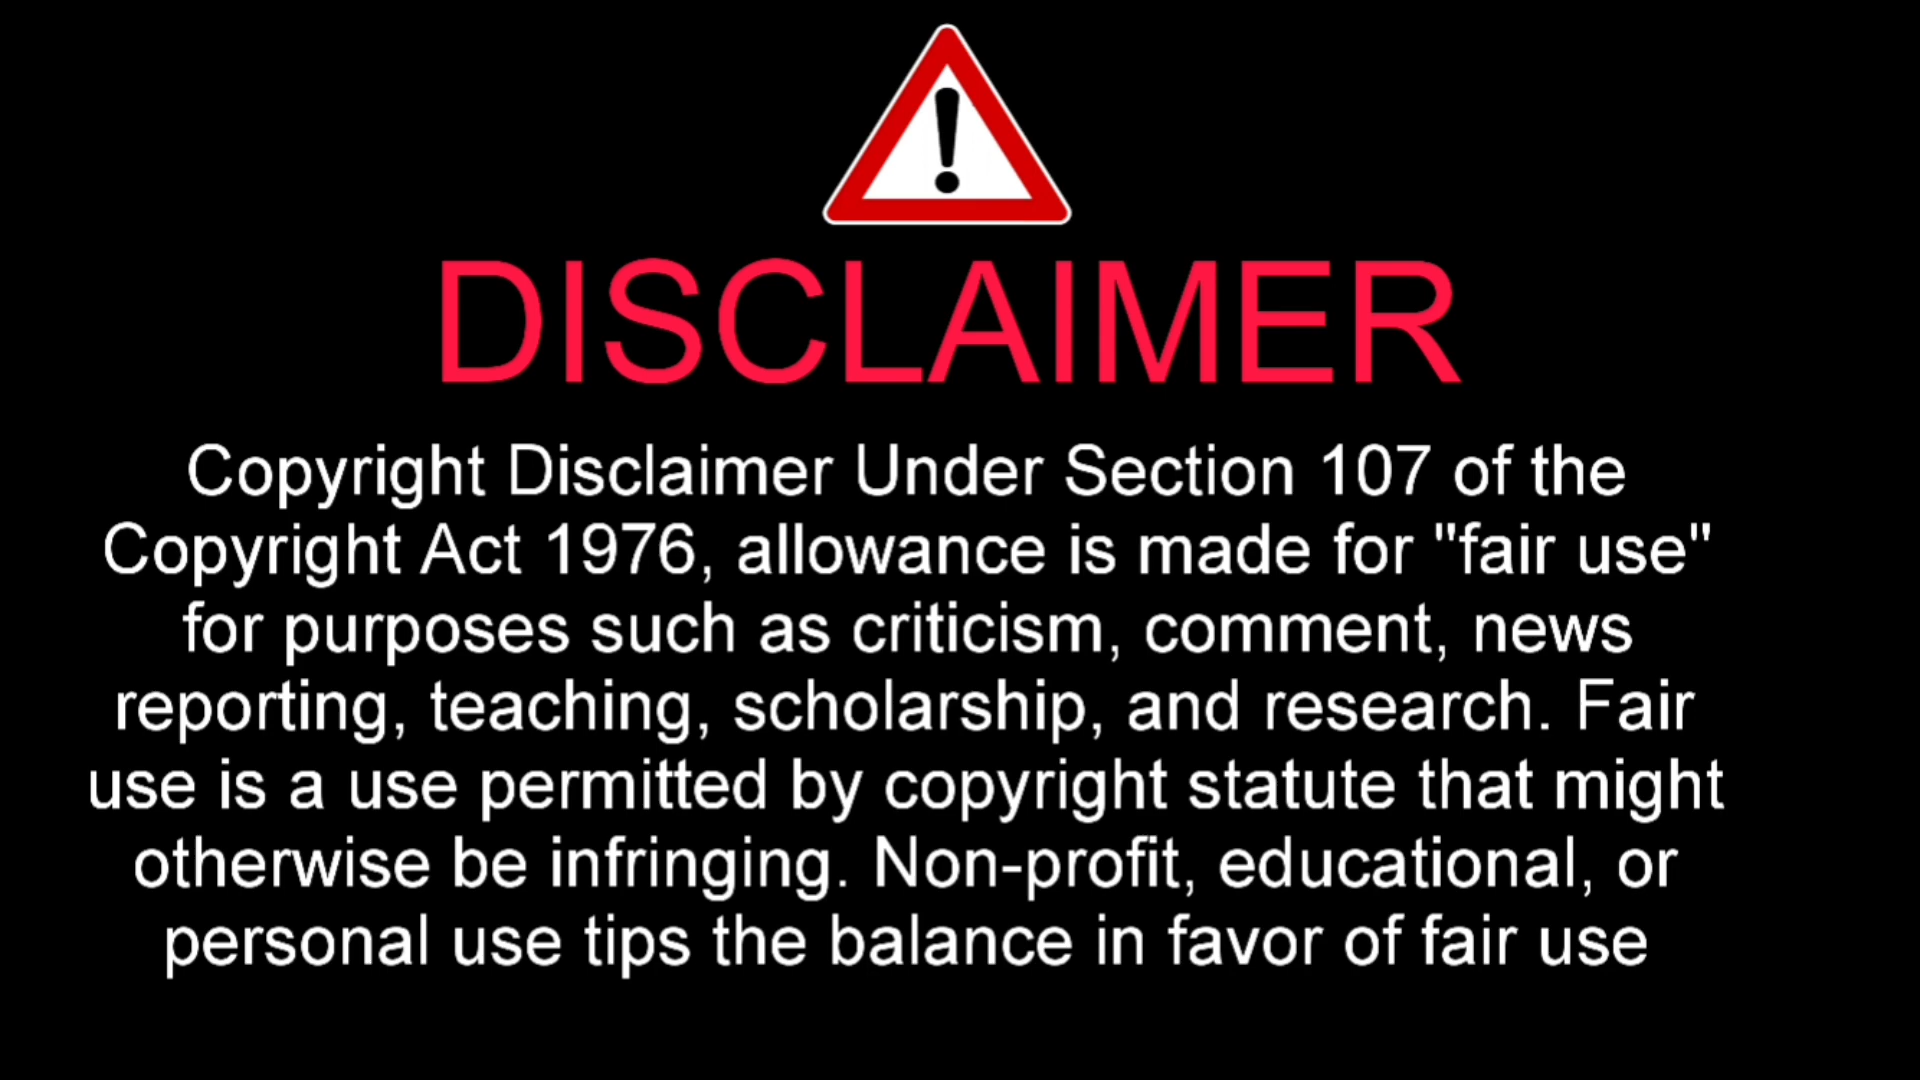 DISCLAIMER
Copyright Disclaimer Under Section 107 of the
Copyright Act 1976, allowance is made for "fair use"
for purposes such as criticism, comment, news
reporting, teaching, scholarship, and research. Fair
use is a use permitted by copyright statute that might
otherwise be infringing. Non-profit, educational, or
personal use tips the balance in favor of fair use